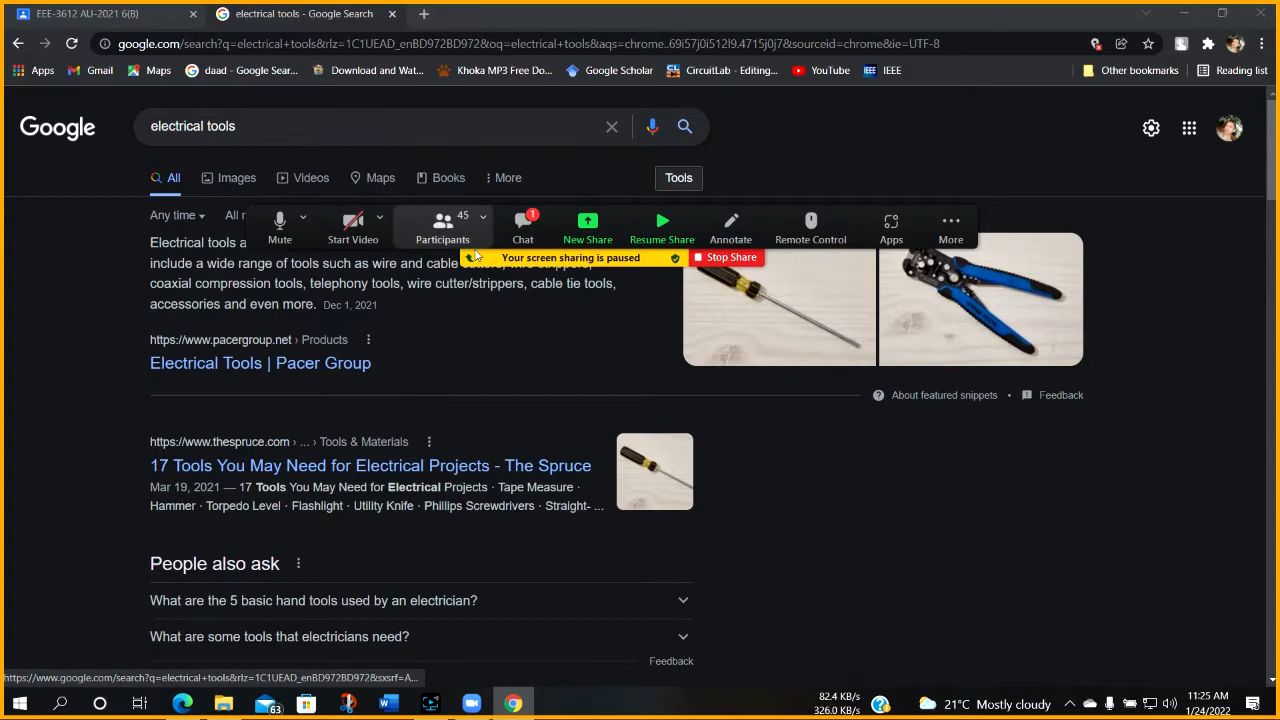 EEE-3612 AU-2021 6(B)
electrical tools - Google Search
google.com/search?q=electrical+tools&rlz=1C1UEAD_enBD972BD972&oq=electrical+tools&aqs=chrome..69i57j0i512l9.4715j0j7&sourceid=chrome&ie=UTF-8
Apps
Gmail
Maps
daad - Google Sear...
Download and Wat...
Khoka MP3 Free Do...
Google Scholar
CircuitLab - Editing...
YouTube
IEEE
Other bookmarks
Reading list
Google
electrical tools
All
Images
Videos
Maps
Books
More
Tools
Any time
All r
45
1
Mute
Start Video
Participants
Chat
New Share
Resume Share
Annotate
Remote Control
Apps
More
Your screen sharing is paused
Stop Share
Electrical tools a
include a wide range of tools such as wire and cable cutters, wire strippers,
coaxial compression tools, telephony tools, wire cutter/strippers, cable tie tools,
accessories and even more. Dec 1, 2021
https://www.pacergroup.net › Products
Electrical Tools | Pacer Group
About featured snippets
Feedback
https://www.thespruce.com › ... › Tools & Materials
17 Tools You May Need for Electrical Projects - The Spruce
Mar 19, 2021 — 17 Tools You May Need for Electrical Projects · Tape Measure ·
Hammer · Torpedo Level · Flashlight · Utility Knife · Phillips Screwdrivers · Straight- ...
People also ask
What are the 5 basic hand tools used by an electrician?
What are some tools that electricians need?
Feedback
https://www.google.com/search?q=electrical+tools&rlz=1C1UEAD_enBD972BD972&sxsrf=A...
63
82.4 KB/s
326.0 KB/s
21°C Mostly cloudy
11:25 AM
1/24/2022